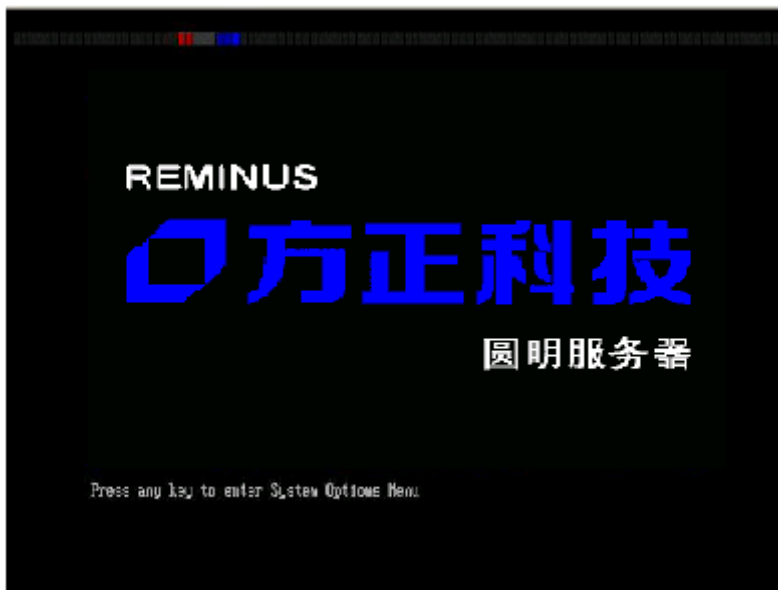 REMINUS
方正科技
圆明服务器
Press any key to enter System Options Menu